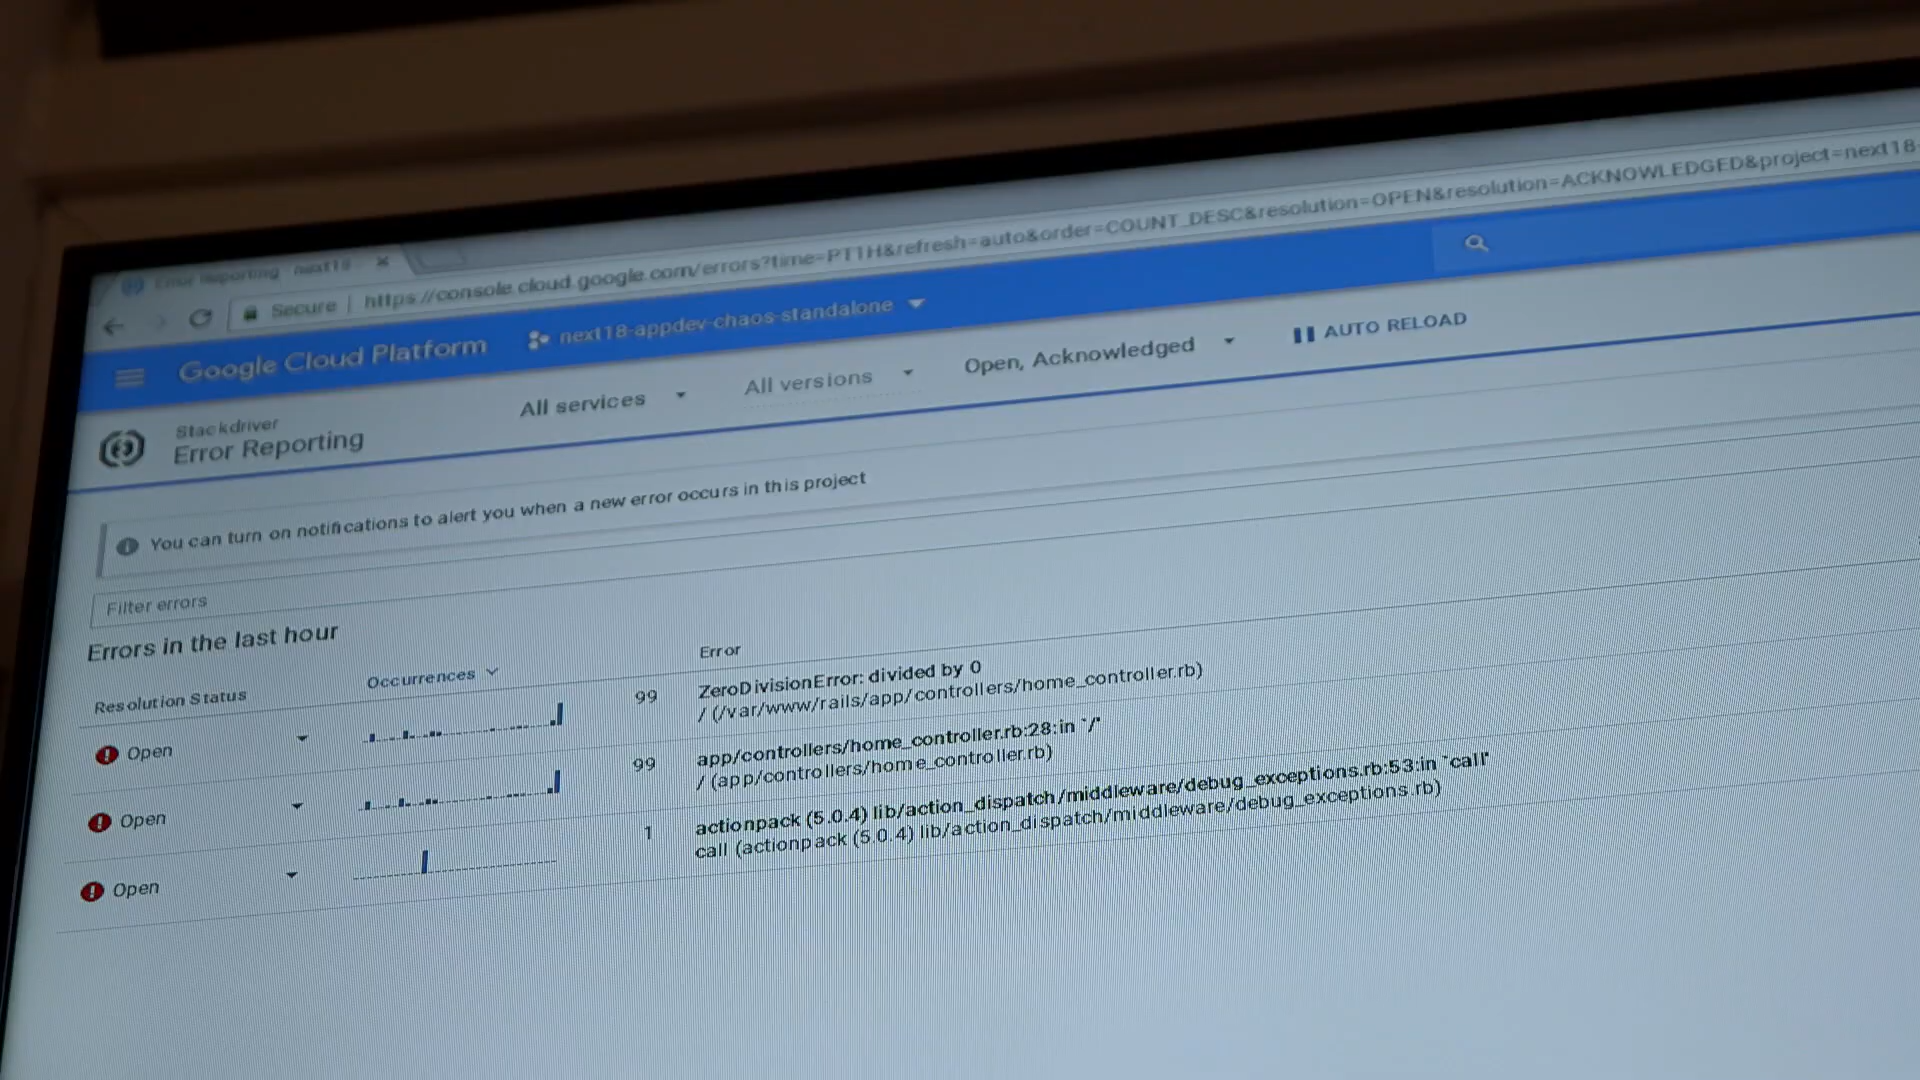 Error Reporting - next18
Secure | https://console.cloud.google.com/errors?time=PT1H&refresh=auto&order=COUNT_DESC&resolution=OPEN&resolution=ACKNOWLEDGED&project=next18-
Google Cloud Platform next18-appdev-chaos-standalone
Stackdriver
Error Reporting
All services All versions Open, Acknowledged AUTO RELOAD
You can turn on notifications to alert you when a new error occurs in this project
Filter errors
Errors in the last hour
Resolution Status Occurrences Error
Open 99 ZeroDivisionError: divided by 0
/ (/var/www/rails/app/controllers/home_controller.rb)
Open 99 app/controllers/home_controller.rb:28:in `/'
/ (app/controllers/home_controller.rb)
Open 1 actionpack (5.0.4) lib/action_dispatch/middleware/debug_exceptions.rb:53:in `call'
call (actionpack (5.0.4) lib/action_dispatch/middleware/debug_exceptions.rb)